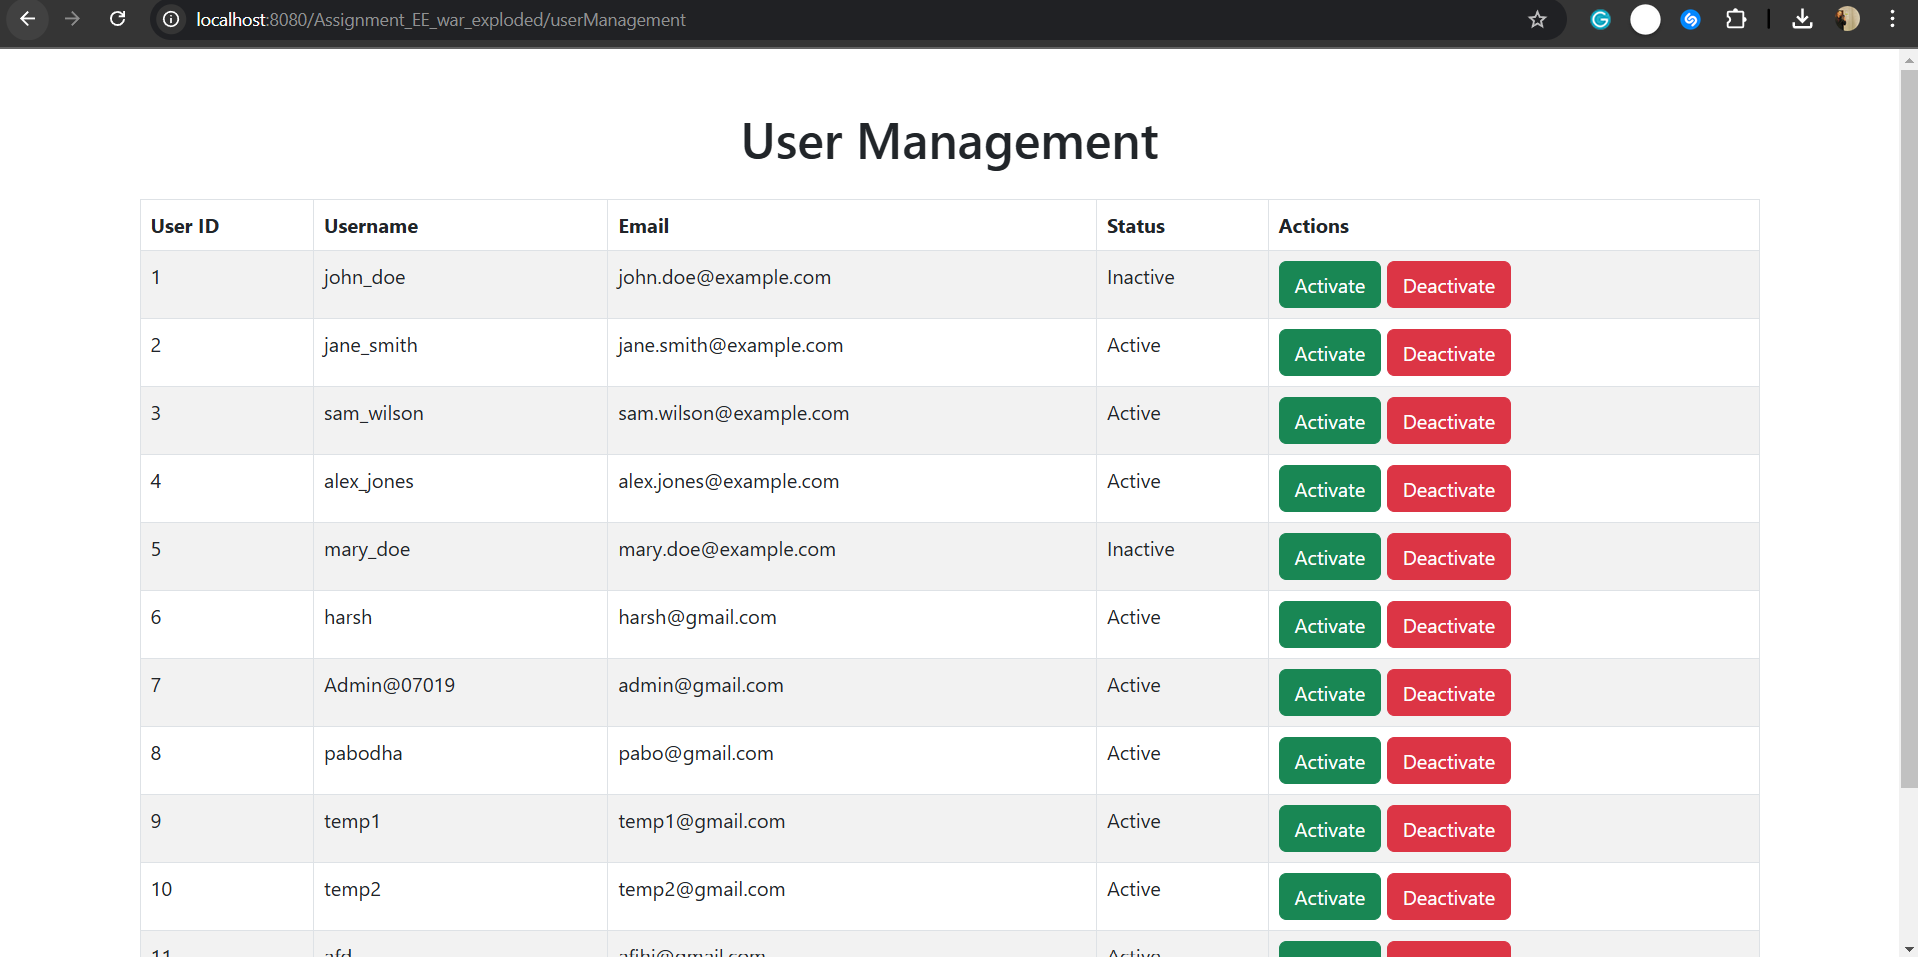 localhost:8080/Assignment_EE_war_exploded/userManagement
User Management
User ID Username Email Status Actions
1 john_doe john.doe@example.com Inactive Activate Deactivate
2 jane_smith jane.smith@example.com Active Activate Deactivate
3 sam_wilson sam.wilson@example.com Active Activate Deactivate
4 alex_jones alex.jones@example.com Active Activate Deactivate
5 mary_doe mary.doe@example.com Inactive Activate Deactivate
6 harsh harsh@gmail.com Active Activate Deactivate
7 Admin@07019 admin@gmail.com Active Activate Deactivate
8 pabodha pabo@gmail.com Active Activate Deactivate
9 temp1 temp1@gmail.com Active Activate Deactivate
10 temp2 temp2@gmail.com Active Activate Deactivate
11 afd Active